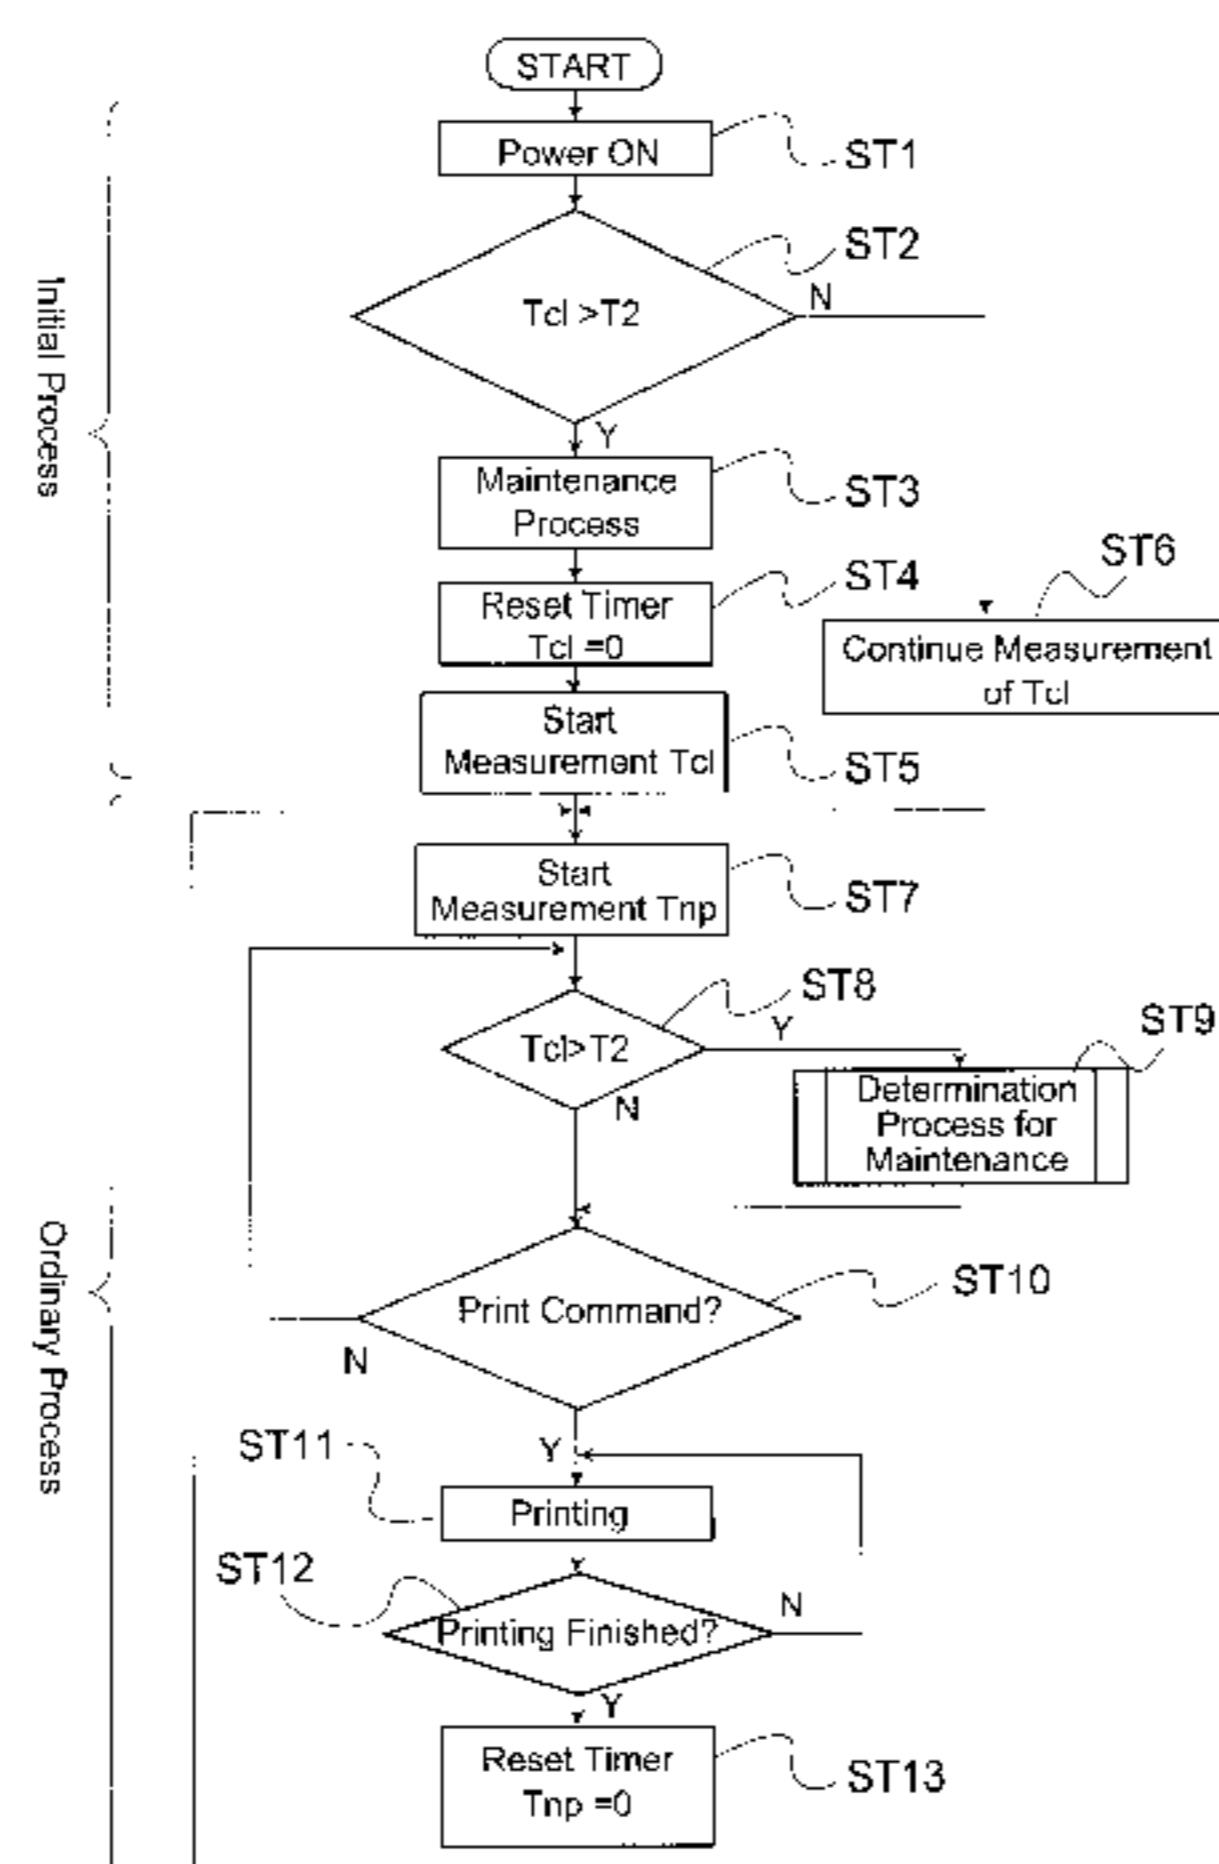 START
Power ON
ST1
ST2
Tcl >T2
N
Y
Initial Process
Maintenance
Process
ST3
Reset Timer
Tcl =0
ST4
ST6
Continue Measurement
of Tcl
Start
Measurement Tcl
ST5
Start
Measurement Tnp
ST7
ST8
Tcl>T2
Y
N
ST9
Determination
Process for
Maintenance
Ordinary Process
ST10
Print Command?
N
Y
ST11
Printing
ST12
Printing Finished?
N
Y
Reset Timer
Tnp =0
ST13